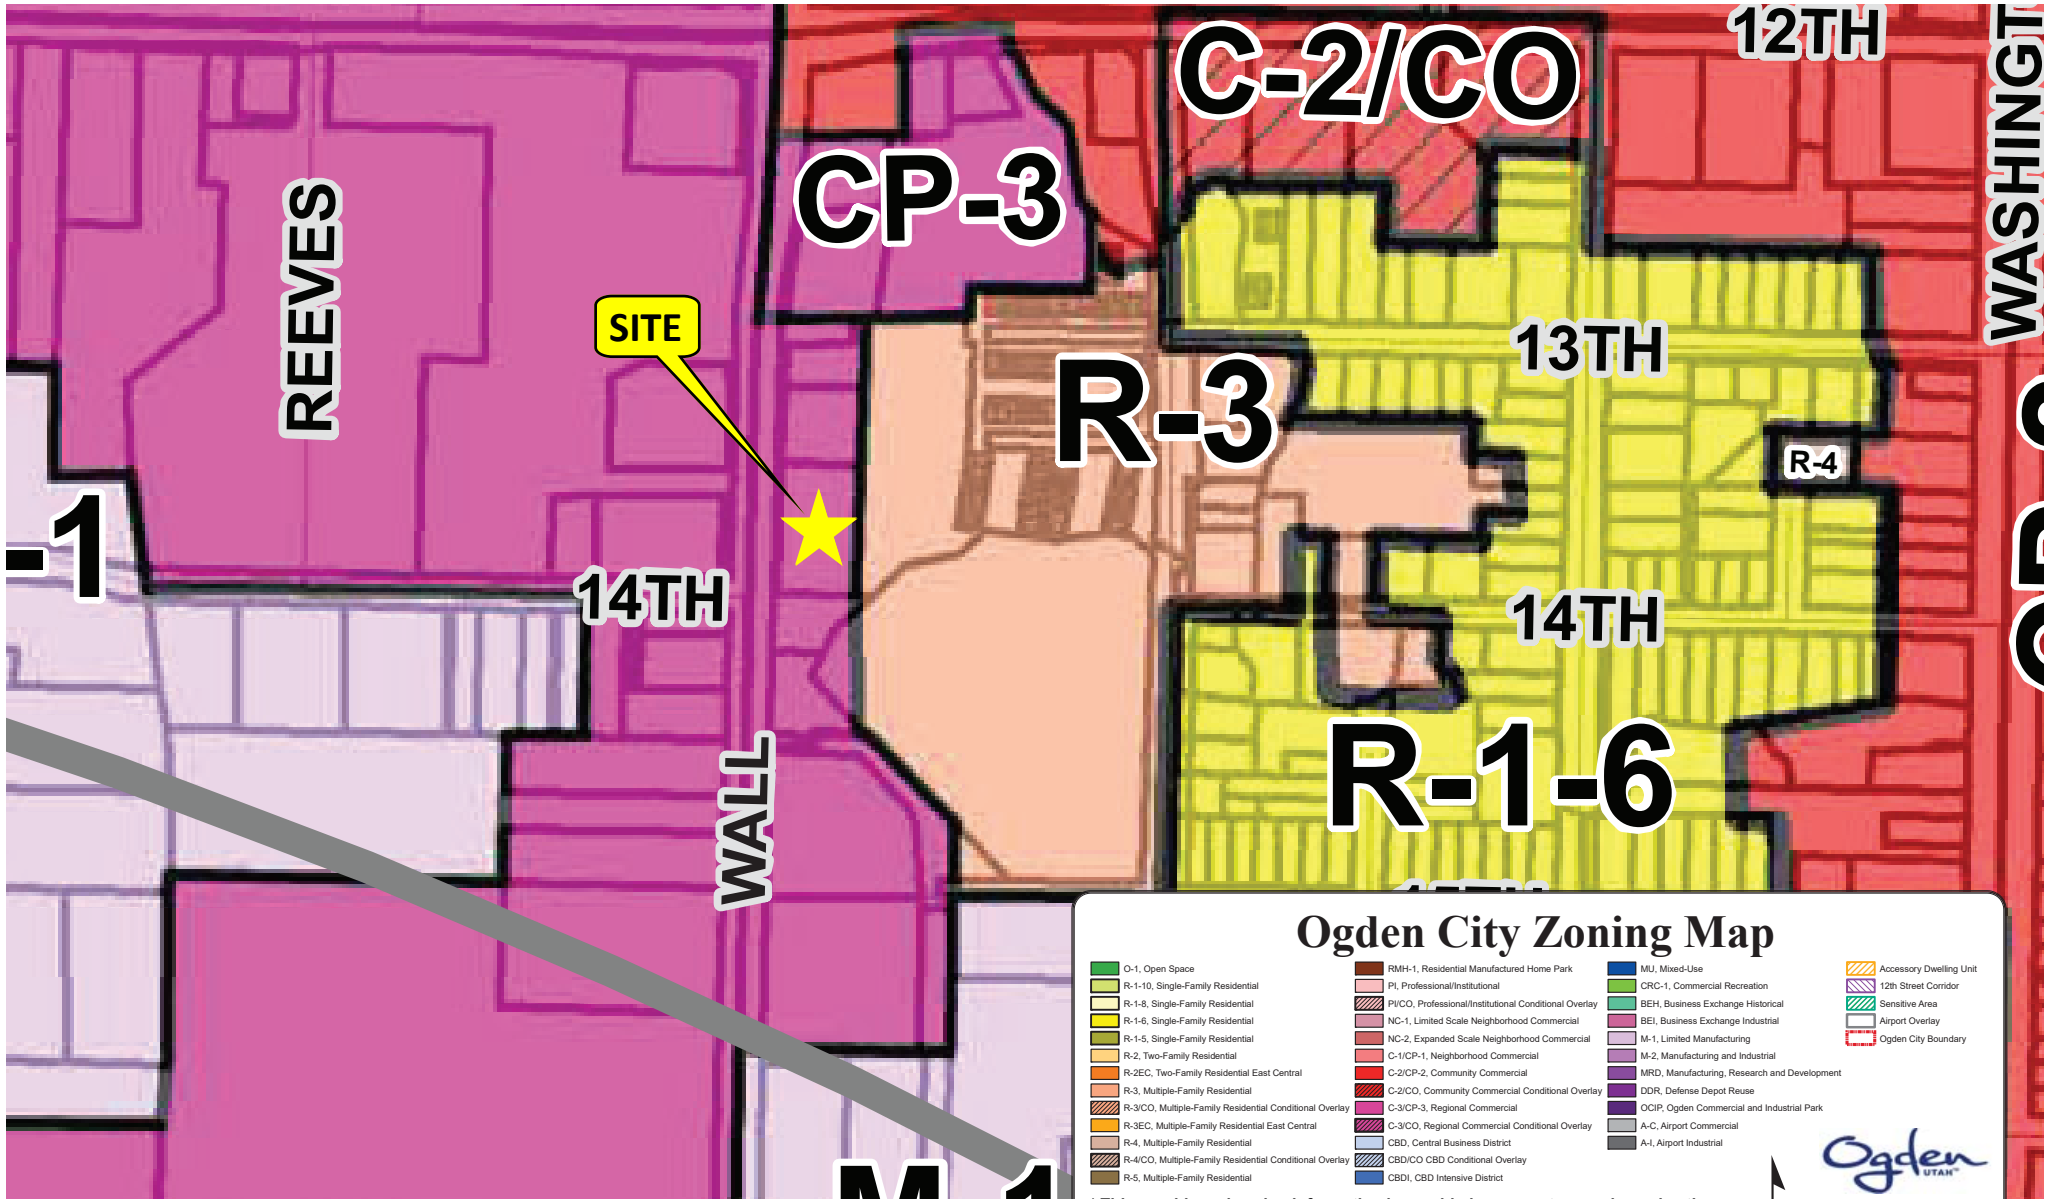 12TH
WASHINGT
C-2/CO
CP-3
REEVES
SITE
13TH
R-3
R-4
-1
14TH
14TH
R-1-6
WALL
M-1
Ogden City Zoning Map
O-1, Open Space
R-1-10, Single-Family Residential
R-1-8, Single-Family Residential
R-1-6, Single-Family Residential
R-1-5, Single-Family Residential
R-2, Two-Family Residential
R-2EC, Two-Family Residential East Central
R-3, Multiple-Family Residential
R-3/CO, Multiple-Family Residential Conditional Overlay
R-3EC, Multiple-Family Residential East Central
R-4, Multiple-Family Residential
R-4/CO, Multiple-Family Residential Conditional Overlay
R-5, Multiple-Family Residential
RMH-1, Residential Manufactured Home Park
PI, Professional/Institutional
PI/CO, Professional/Institutional Conditional Overlay
NC-1, Limited Scale Neighborhood Commercial
NC-2, Expanded Scale Neighborhood Commercial
C-1/CP-1, Neighborhood Commercial
C-2/CP-2, Community Commercial
C-2/CO, Community Commercial Conditional Overlay
C-3/CP-3, Regional Commercial
C-3/CO, Regional Commercial Conditional Overlay
CBD, Central Business District
CBD/CO CBD Conditional Overlay
CBDI, CBD Intensive District
MU, Mixed-Use
CRC-1, Commercial Recreation
BEH, Business Exchange Historical
BEI, Business Exchange Industrial
M-1, Limited Manufacturing
M-2, Manufacturing and Industrial
MRD, Manufacturing, Research and Development
DDR, Defense Depot Reuse
OCIP, Ogden Commercial and Industrial Park
A-C, Airport Commercial
A-I, Airport Industrial
Accessory Dwelling Unit
12th Street Corridor
Sensitive Area
Airport Overlay
Ogden City Boundary
Ogden
UTAH™